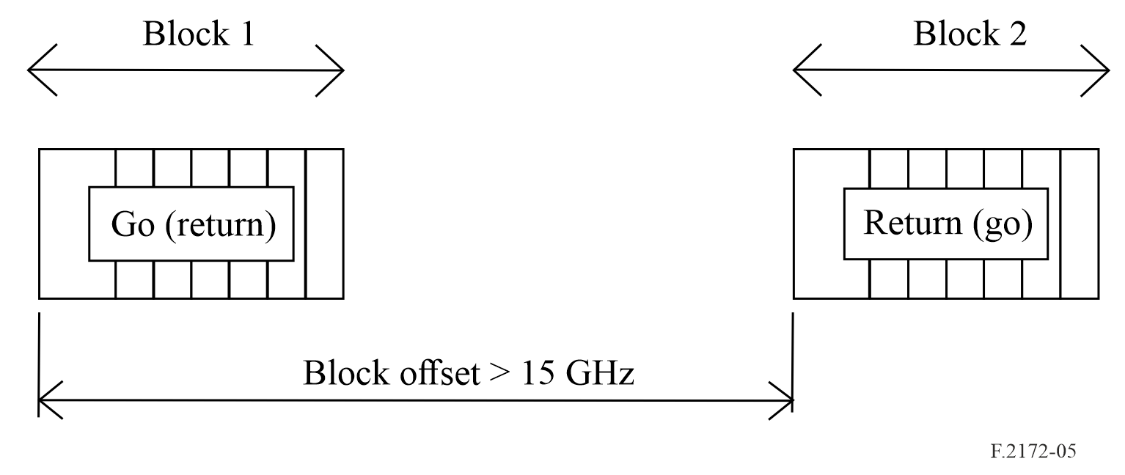 Block 1
Block 2
Go (return)
Return (go)
Block offset > 15 GHz
F.2172-05